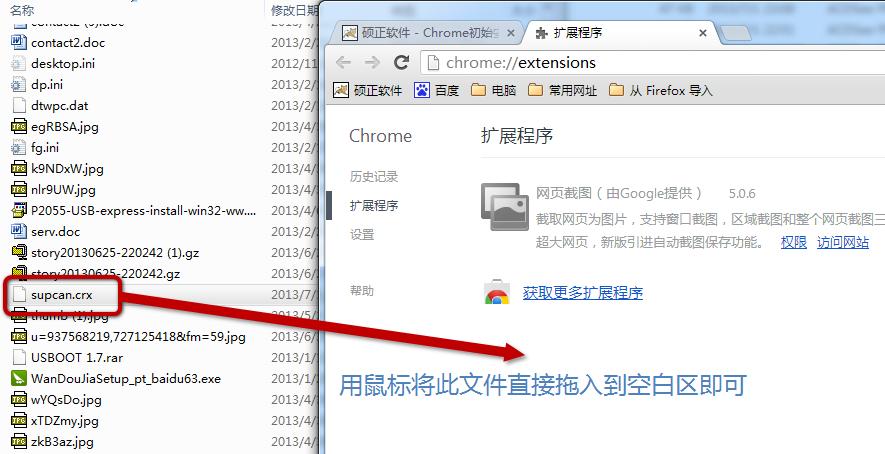 名称
修改日期
contact2.doc
2013/2/
desktop.ini
2012/11
dp.ini
2013/2/
dtwpc.dat
2013/2/
egRBSA.jpg
2013/4/
fg.ini
2013/2/
k9NDxW.jpg
2013/4/
nlr9UW.jpg
2013/4/
P2055-USB-express-install-win32-ww....
2013/2/
serv.doc
2013/2/
story20130625-220242 (1).gz
2013/6/
story20130625-220242.gz
2013/6/
supcan.crx
2013/7/
thumb (1).jpg
2013/5/
u=937568219,727125418&fm=59.jpg
2013/
USBOOT 1.7.rar
2013/1/
WanDouJiaSetup_pt_baidu63.exe
2013/1/
wYQsDo.jpg
2013/4/
xTDZmy.jpg
2013/4/
zkB3az.jpg
2013/4/
硕正软件 - Chrome初始
扩展程序
chrome://extensions
硕正软件 百度 电脑 常用网址 从 Firefox 导入
Chrome
历史记录
扩展程序
设置
帮助
扩展程序
网页截图（由Google提供） 5.0.6
截取网页为图片，支持窗口截图，区域截图和整个网页截图三
超大网页，新版引进自动截图保存功能。 权限 访问网站
获取更多扩展程序
用鼠标将此文件直接拖入到空白区即可